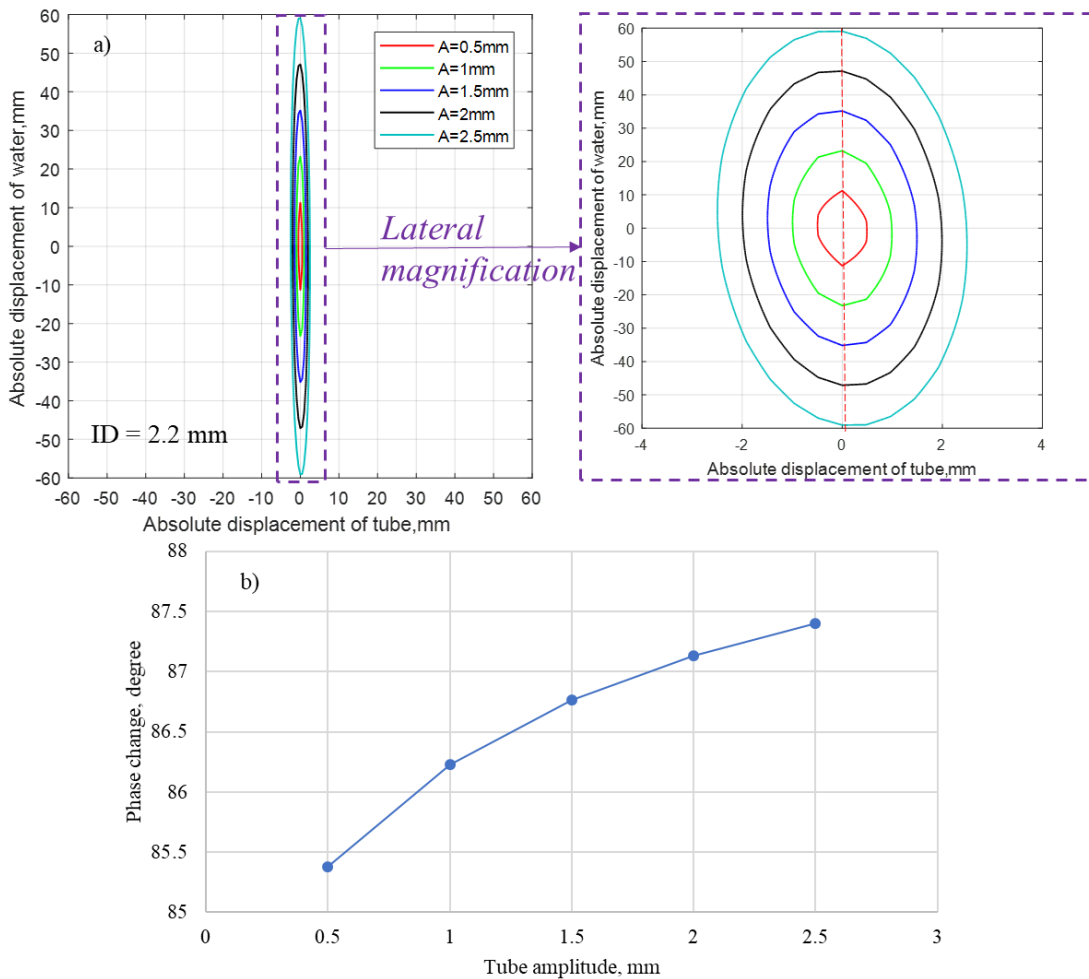 a)
60
50
40
30
20
10
0
-10
-20
-30
-40
-50
-60
Absolute displacement of water,mm
A=0.5mm
A=1mm
A=1.5mm
A=2mm
A=2.5mm
ID = 2.2 mm
-60 -50 -40 -30 -20 -10 0 10 20 30 40 50 60
Absolute displacement of tube,mm
Lateral
magnification
60
50
40
30
20
10
0
-10
-20
-30
-40
-50
-60
Absolute displacement of water,mm
-4 -2 0 2 4
Absolute displacement of tube,mm
b)
88
87.5
87
86.5
86
85.5
85
Phase change, degree
0 0.5 1 1.5 2 2.5 3
Tube amplitude, mm